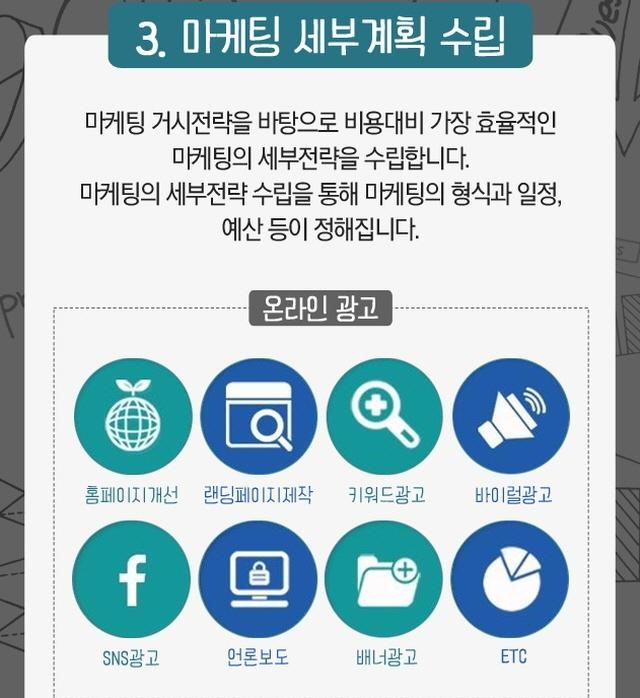 3. 마케팅 세부계획 수립
마케팅 거시전략을 바탕으로 비용대비 가장 효율적인
마케팅의 세부전략을 수립합니다.
마케팅의 세부전략 수립을 통해 마케팅의 형식과 일정,
예산 등이 정해집니다.
온라인 광고
홈페이지개선
랜딩페이지제작
키워드광고
바이럴광고
SNS광고
언론보도
배너광고
ETC